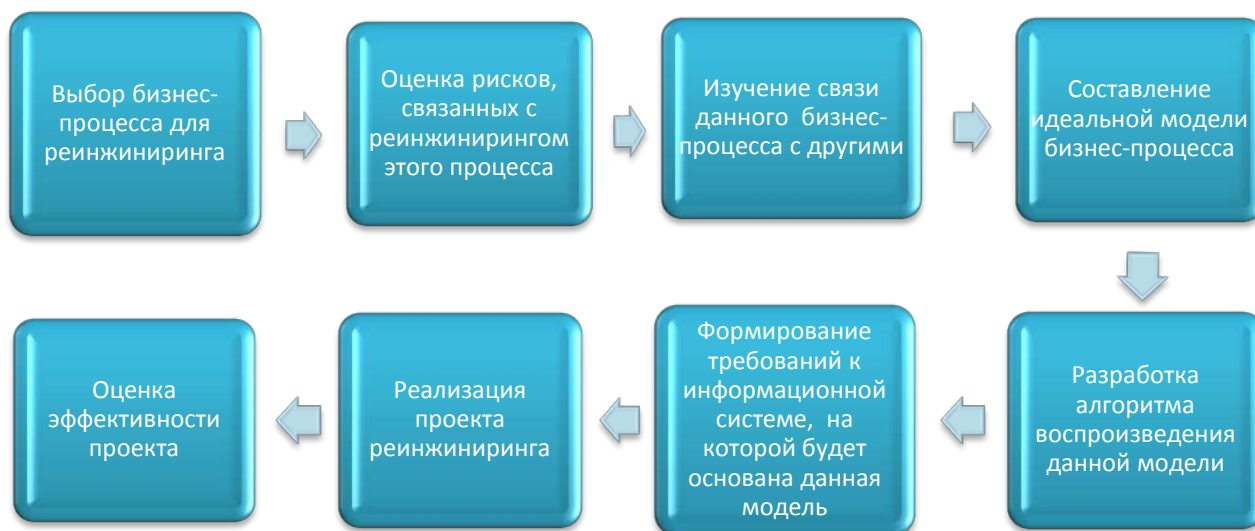 Выбор бизнес-
процесса для
реинжиниринга
Оценка рисков,
связанных с
реинжинирингом
этого процесса
Изучение связи
данного бизнес-
процесса с другими
Составление
идеальной модели
бизнес-процесса
Разработка
алгоритма
воспроизведения
данной модели
Формирование
требований к
информационной
системе, на
которой будет
основана данная
модель
Реализация
проекта
реинжиниринга
Оценка
эффективности
проекта